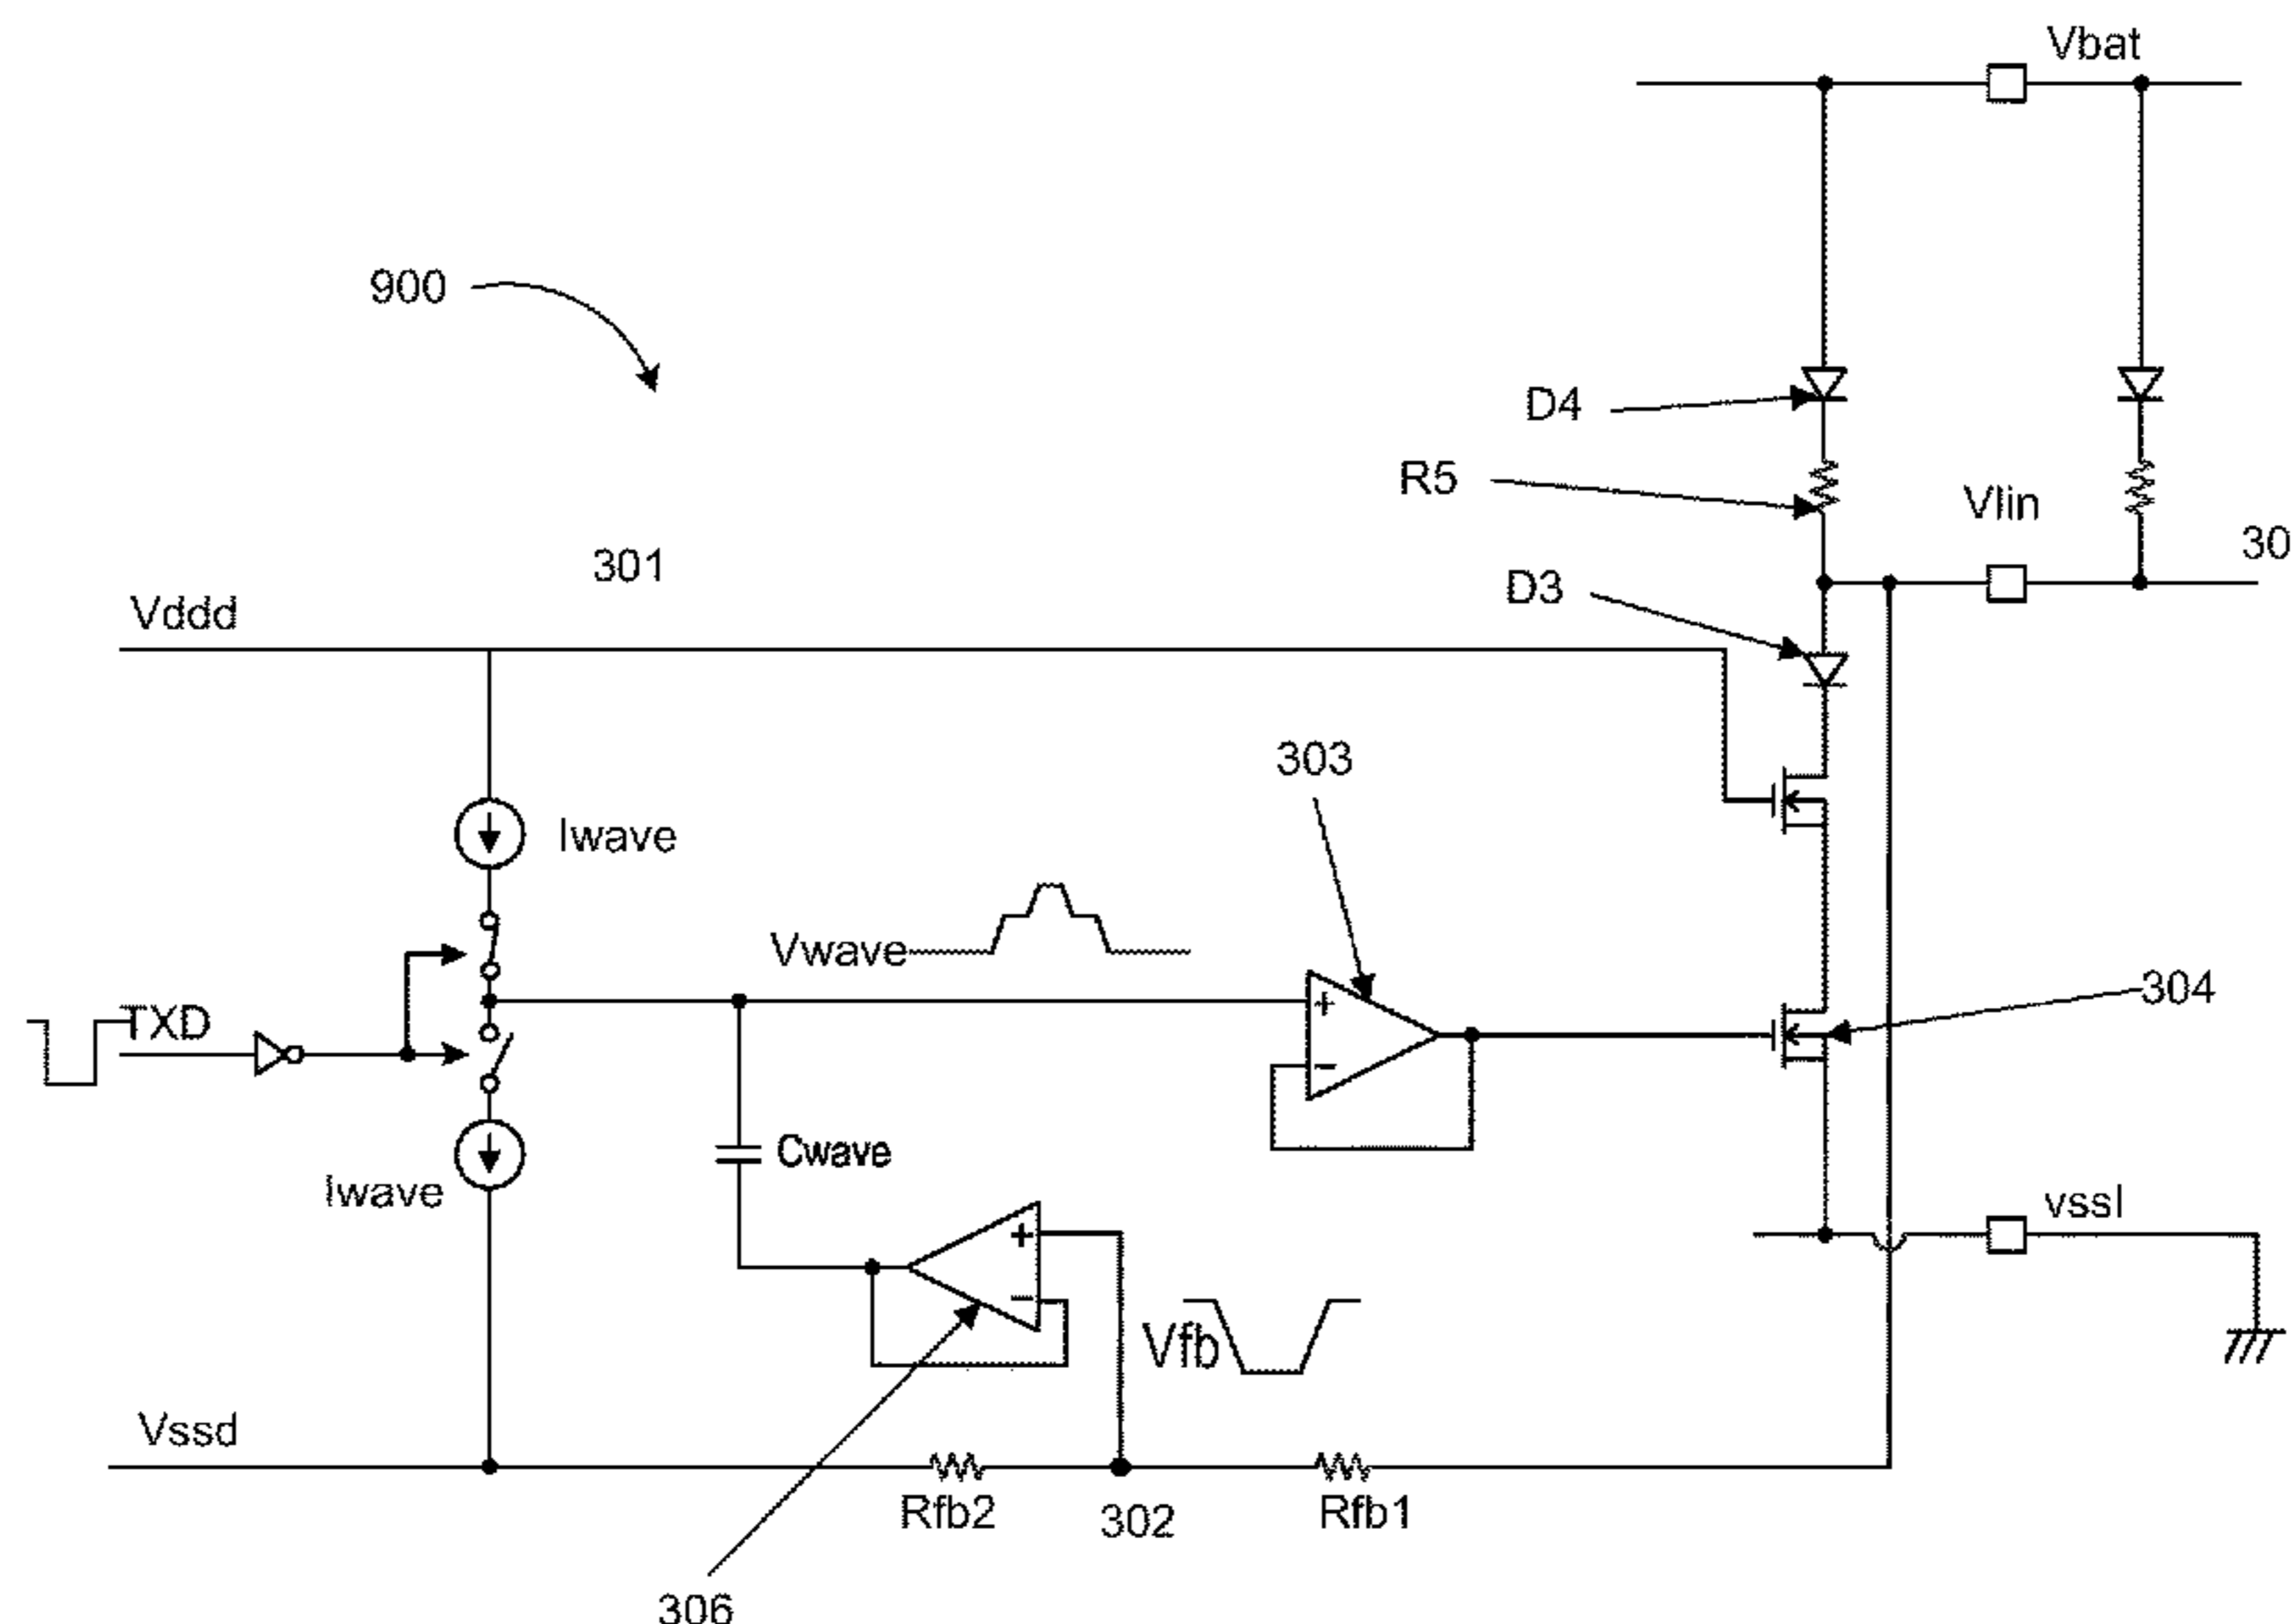 Vbat
900
D4
R5
Vlin
30
301
D3
Vddd
303
Iwave
Vwave
304
TXD
+
−
Cwave
Iwave
vssl
+
−
Vfb
Vssd
Rfb2
302
Rfb1
306